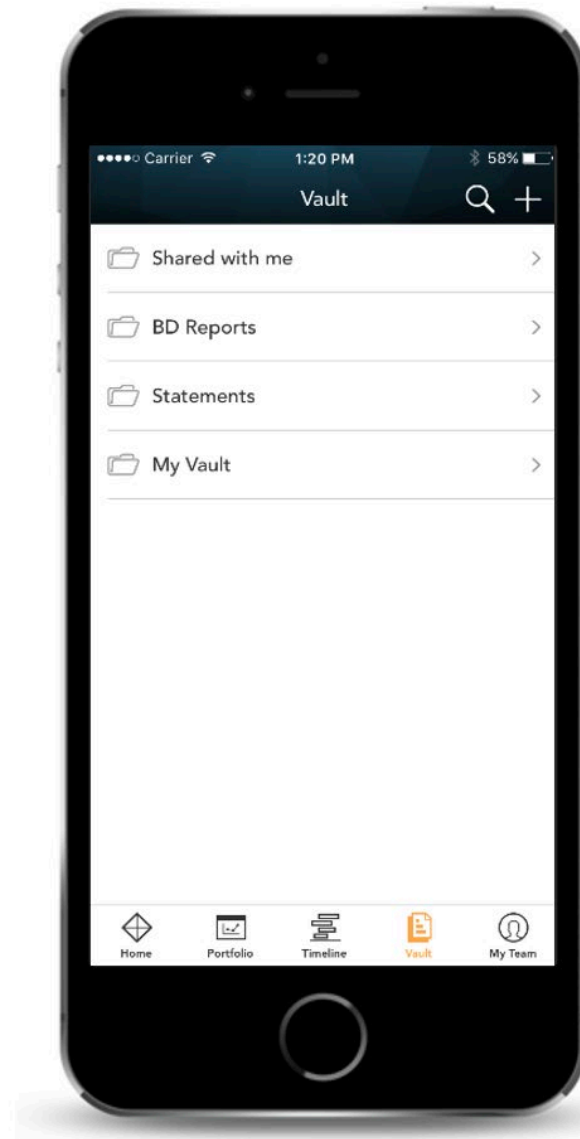 Carrier 1:20 PM 58%
Vault
Shared with me
BD Reports
Statements
My Vault
Home Portfolio Timeline Vault My Team